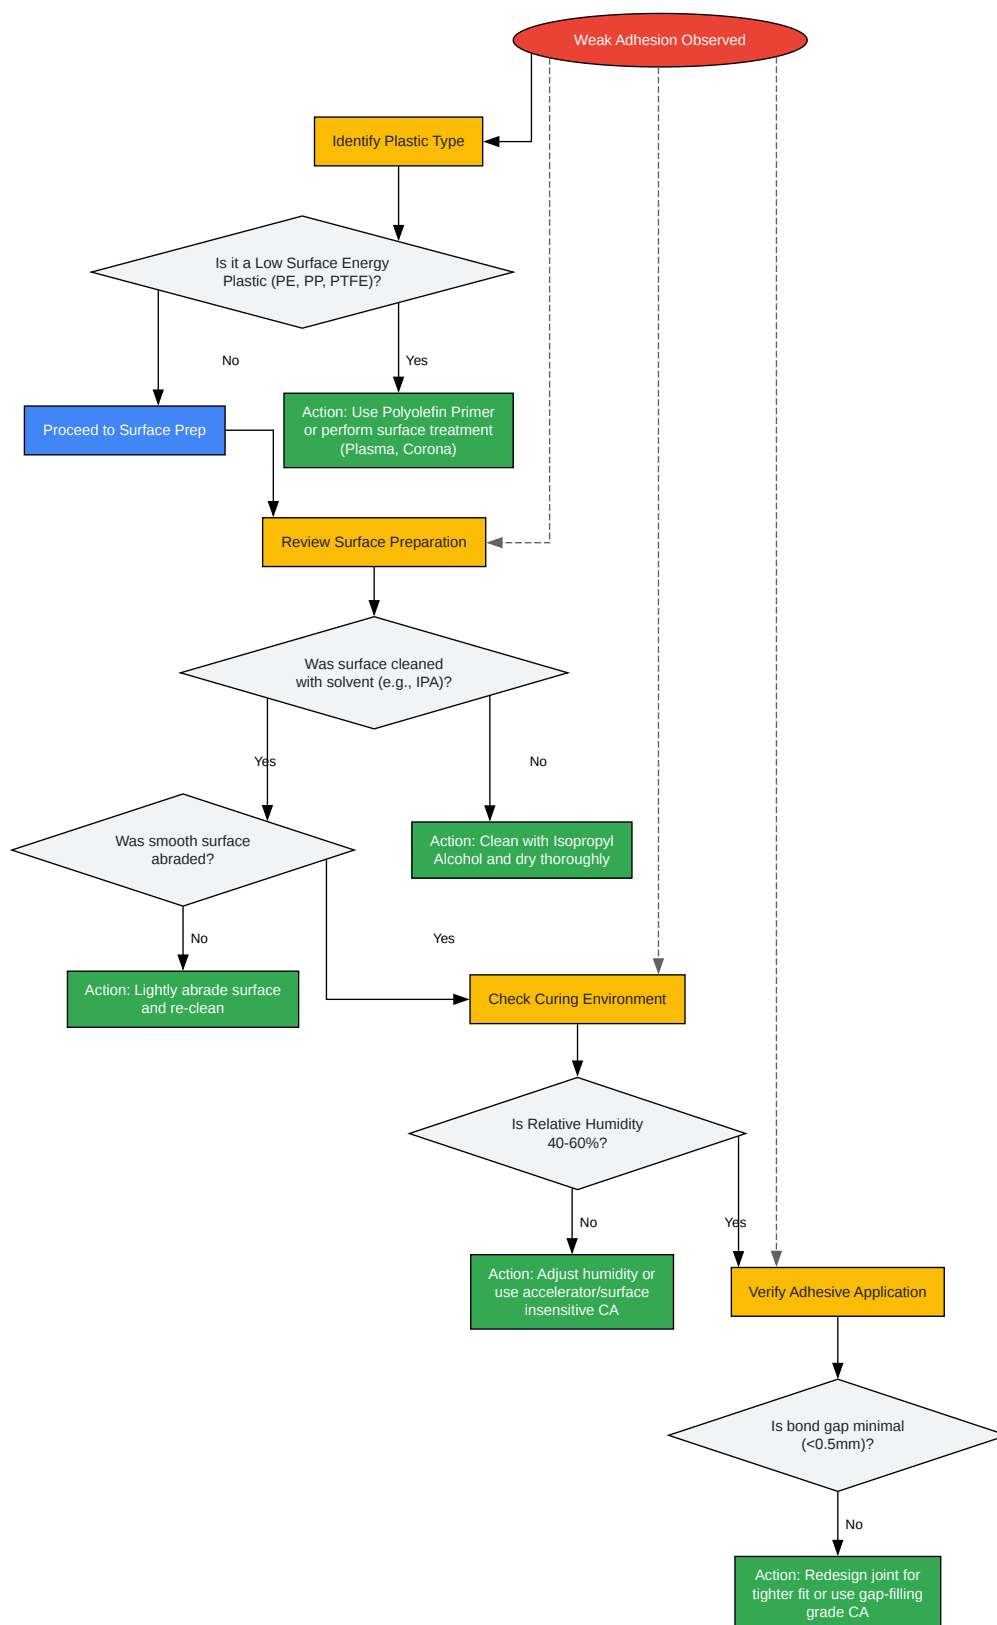 Weak Adhesion Observed
Identify Plastic Type
Is it a Low Surface Energy
Plastic (PE, PP, PTFE)?
No
Yes
Proceed to Surface Prep
Action: Use Polyolefin Primer
or perform surface treatment
(Plasma, Corona)
Review Surface Preparation
Was surface cleaned
with solvent (e.g., IPA)?
Yes
No
Was smooth surface
abraded?
Action: Clean with Isopropyl
Alcohol and dry thoroughly
No
Yes
Action: Lightly abrade surface
and re-clean
Check Curing Environment
Is Relative Humidity
40-60%?
No
Yes
Action: Adjust humidity or
use accelerator/surface
insensitive CA
Verify Adhesive Application
Is bond gap minimal
(<0.5mm)?
No
Action: Redesign joint for
tighter fit or use gap-filling
grade CA